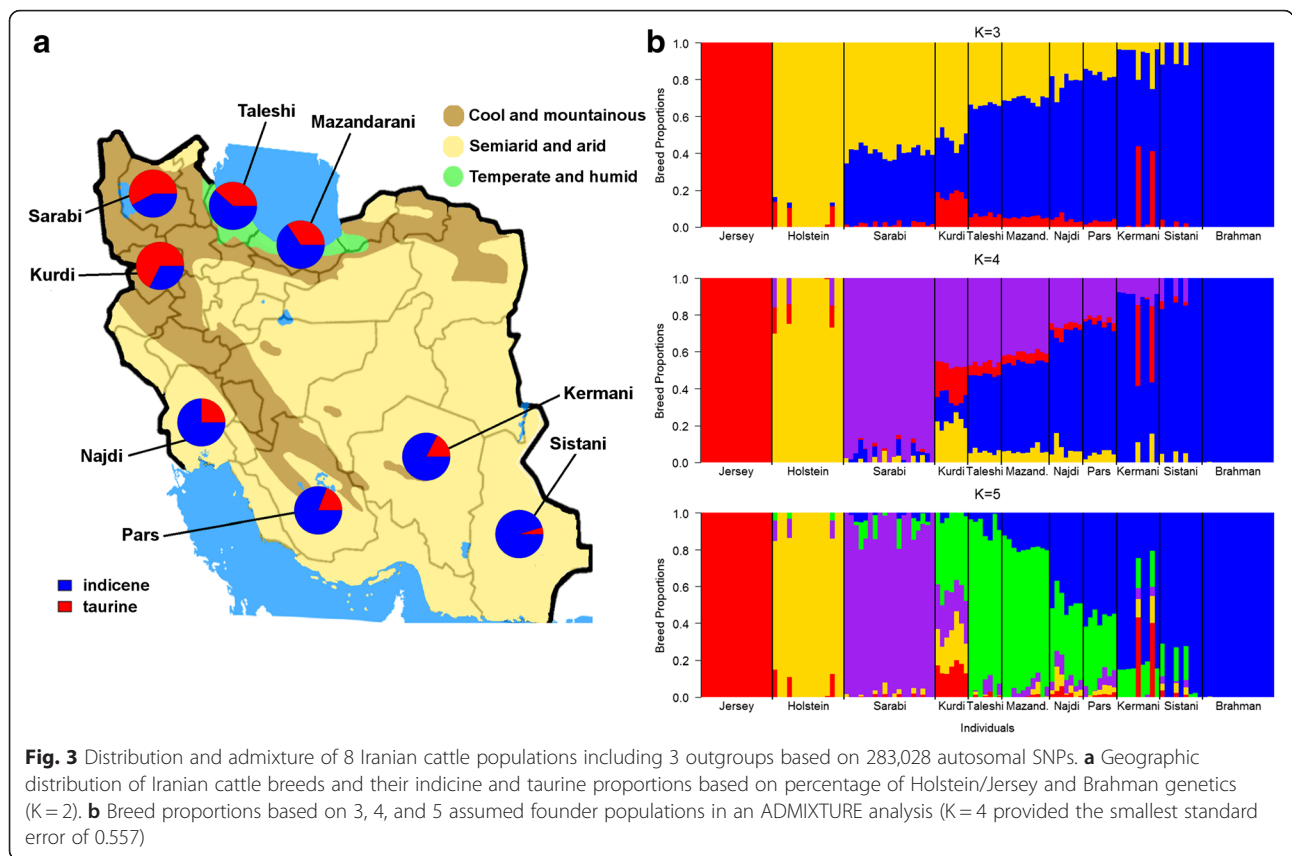 a
Taleshi
Mazandarani
Cool and mountainous
Semiarid and arid
Temperate and humid
Sarabi
Kurdi
Najdi
Pars
Kermani
Sistani
indicene
taurine
b
K=3
Breed Proportions
1.0
0.8
0.6
0.4
0.2
0.0
Jersey Holstein Sarabi Kurdi Taleshi Mazand. Najdi Pars Kermani Sistani Brahman
K=4
Breed Proportions
1.0
0.8
0.6
0.4
0.2
0.0
Jersey Holstein Sarabi Kurdi Taleshi Mazand. Najdi Pars Kermani Sistani Brahman
K=5
Breed Proportions
1.0
0.8
0.6
0.4
0.2
0.0
Jersey Holstein Sarabi Kurdi Taleshi Mazand. Najdi Pars Kermani Sistani Brahman
Individuals
Fig. 3 Distribution and admixture of 8 Iranian cattle populations including 3 outgroups based on 283,028 autosomal SNPs. a Geographic
distribution of Iranian cattle breeds and their indicine and taurine proportions based on percentage of Holstein/Jersey and Brahman genetics
(K = 2). b Breed proportions based on 3, 4, and 5 assumed founder populations in an ADMIXTURE analysis (K = 4 provided the smallest standard
error of 0.557)